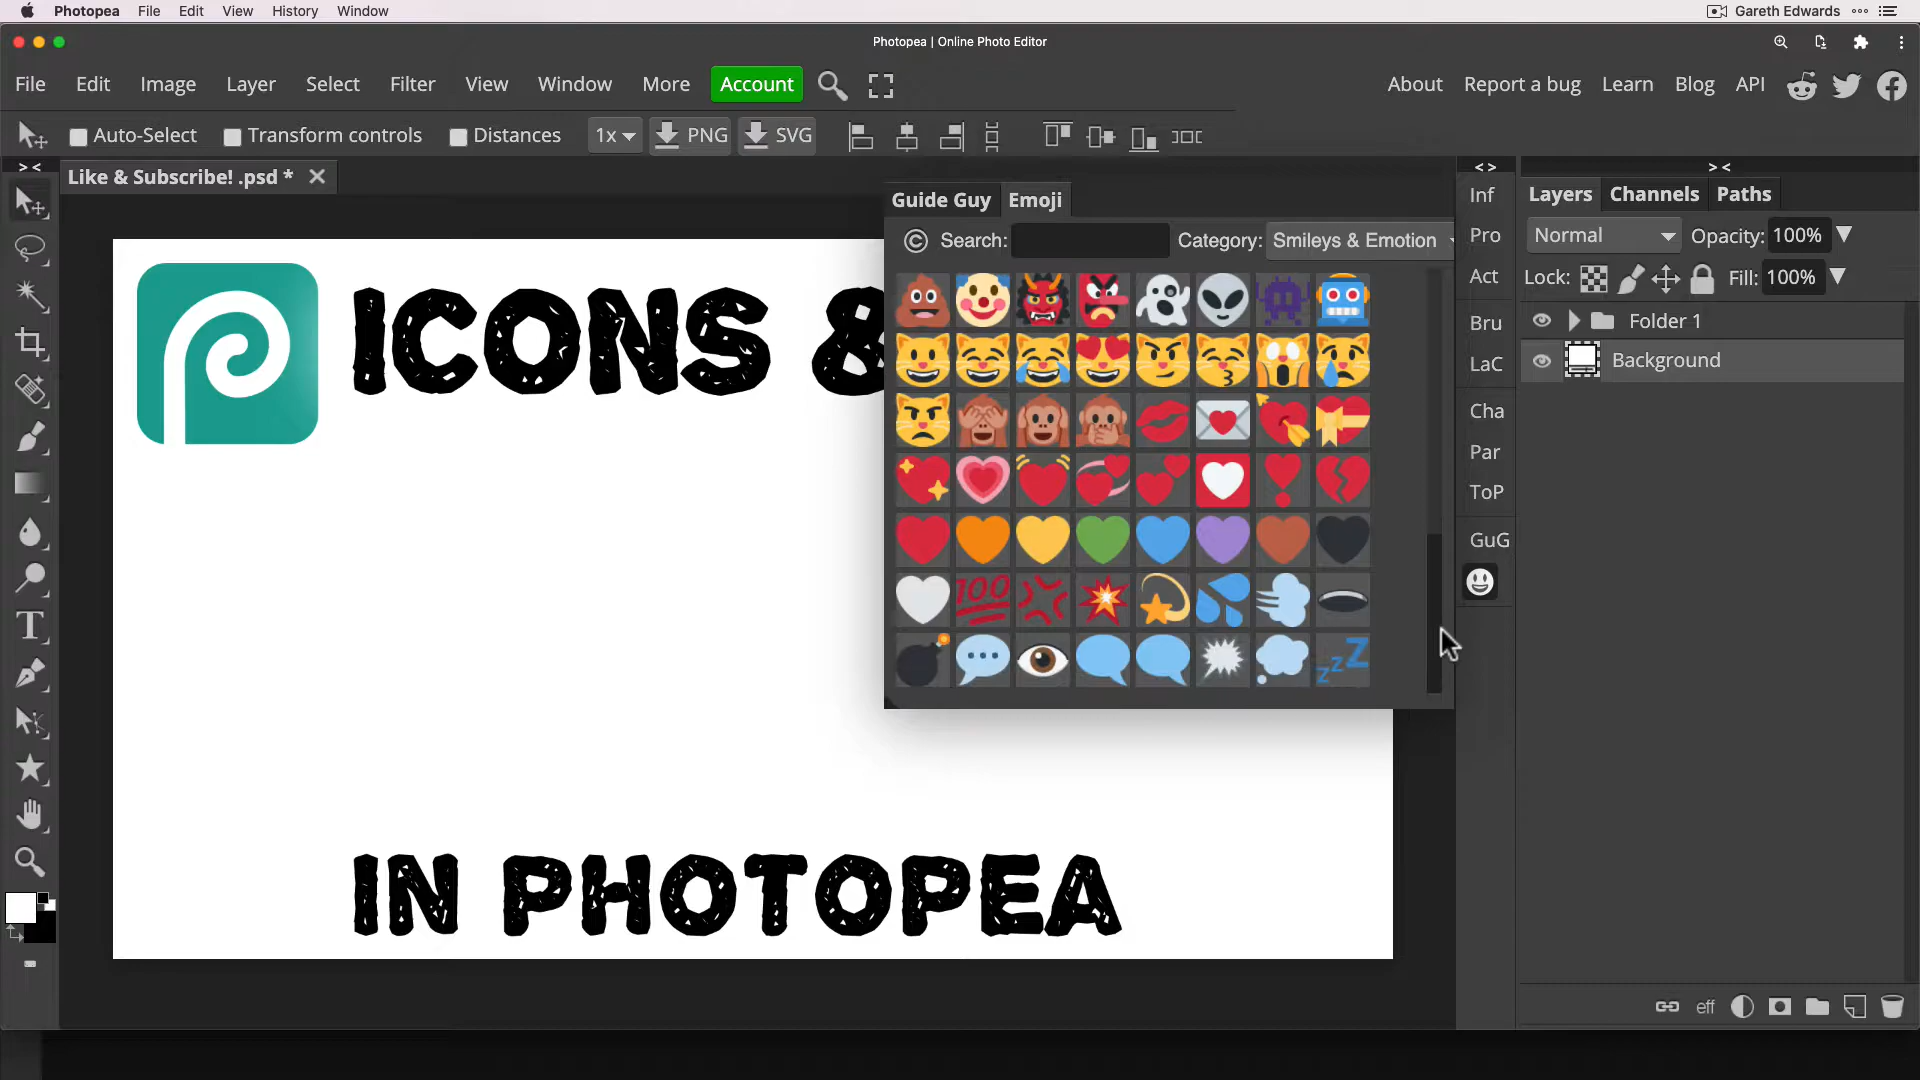 Photopea File Edit View History Window Gareth Edwards
Photopea | Online Photo Editor
File Edit Image Layer Select Filter View Window More Account About Report a bug Learn Blog API
Auto-Select Transform controls Distances 1x PNG SVG
> <
< >
> <
Like & Subscribe! .psd *
Guide Guy Emoji
Search: Category: Smileys & Emotion
Inf
Pro
Act
Bru
LaC
Cha
Par
ToP
GuG
Layers Channels Paths
Normal Opacity: 100%
Lock: Fill: 100%
Folder 1
Background
ICONS &
100
zzZ
IN PHOTOPEA
T
eff